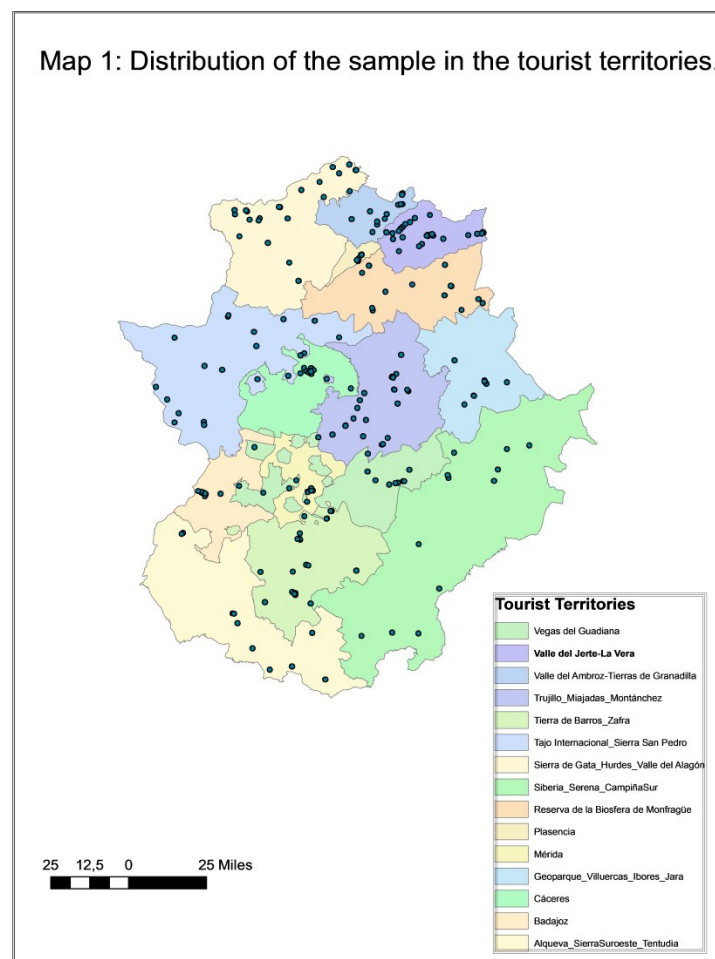 Map 1: Distribution of the sample in the tourist territories.
Tourist Territories
Vegas del Guadiana
Valle del Jerte-La Vera
Valle del Ambroz-Tierras de Granadilla
Trujillo_Miajadas_Montánchez
Tierra de Barros_Zafra
Tajo Internacional_Sierra San Pedro
Sierra de Gata_Hurdes_Valle del Alagón
Siberia_Serena_CampiñaSur
Reserva de la Biosfera de Monfragüe
Plasencia
Mérida
Geoparque_Villuercas_Ibores_Jara
Cáceres
Badajoz
Alqueva_SierraSuroeste_Tentudia
25 12,5 0 25 Miles